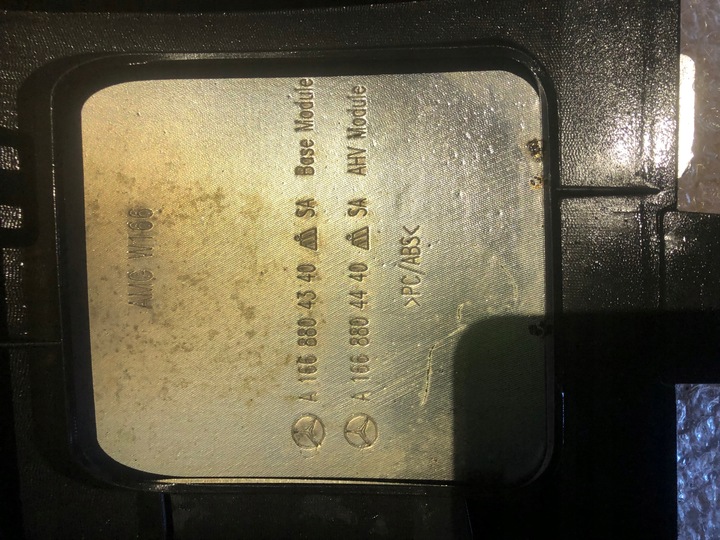 AMG W166
A 166 880 43 40 SA Base Module
A 166 880 44 40 SA AHV Module
>PC/ABS<